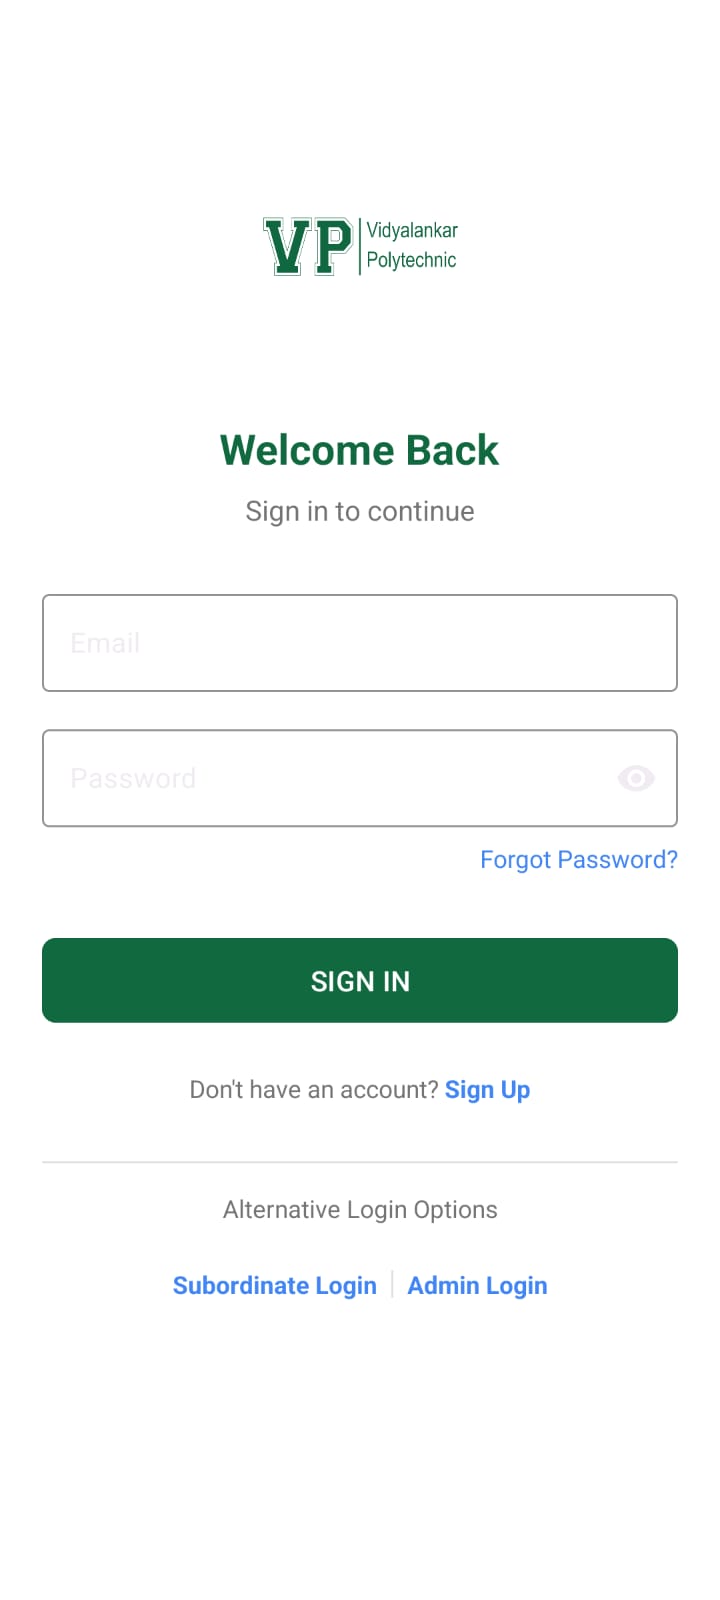 VP
Vidyalankar
Polytechnic
Welcome Back
Sign in to continue
Email
Password
Forgot Password?
SIGN IN
Don't have an account? Sign Up
Alternative Login Options
Subordinate Login
Admin Login